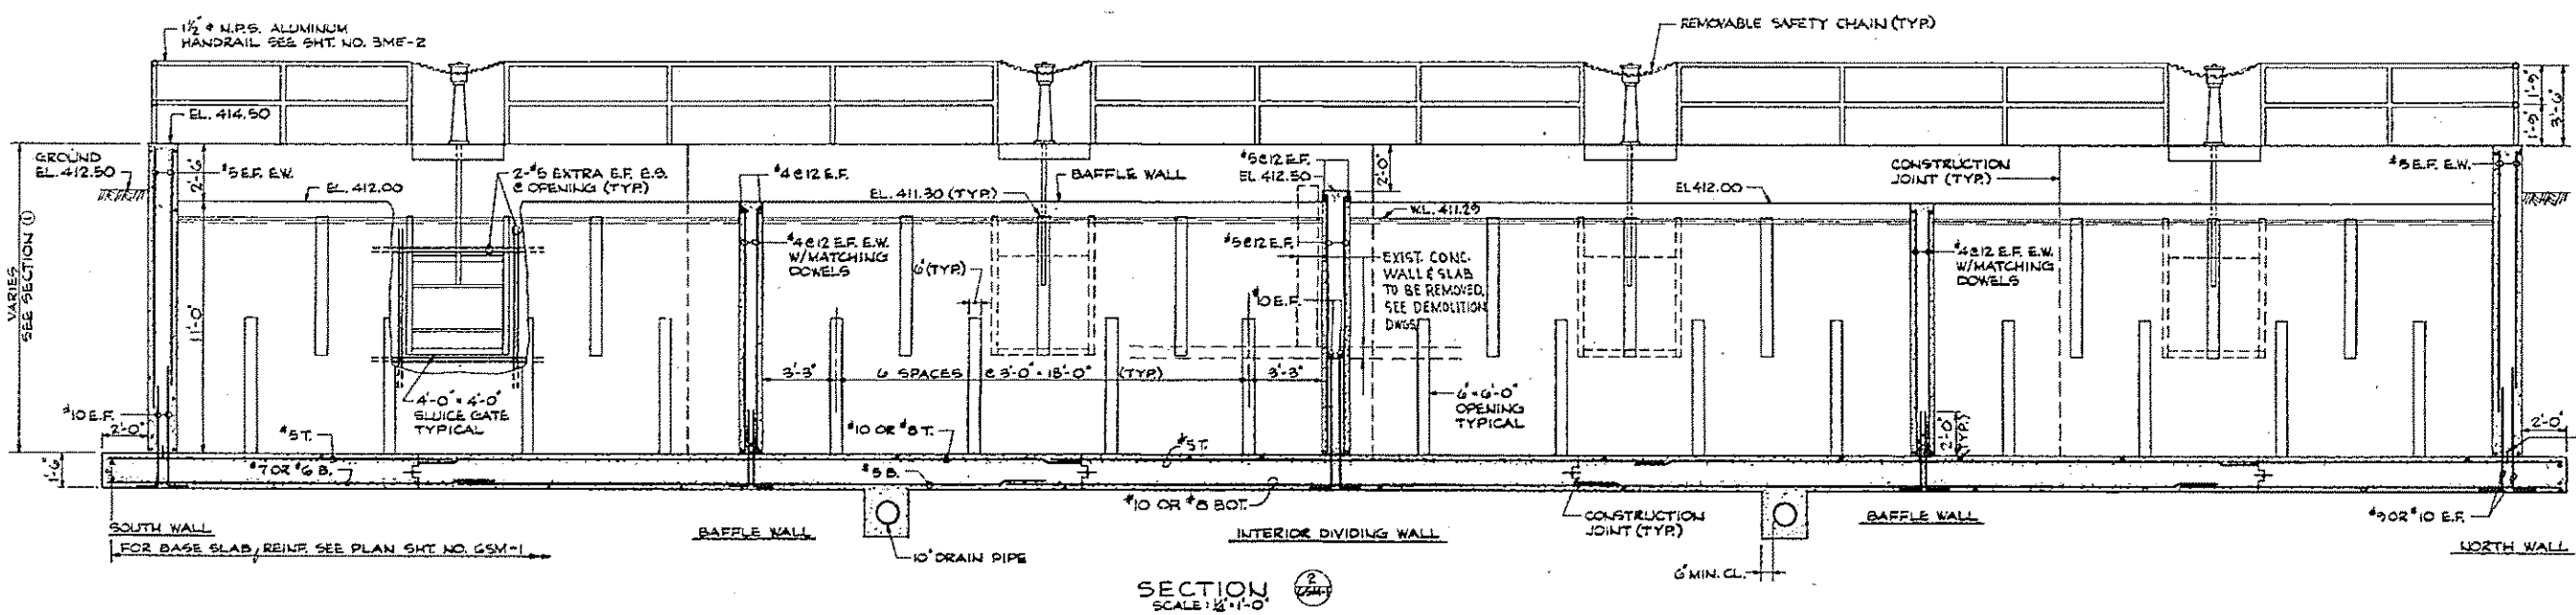 1½" φ N.P.S. ALUMINUM
HANDRAIL SEE SHT. NO. 3ME-2
REMOVABLE SAFETY CHAIN (TYP.)
EL. 414.50
GROUND
EL. 412.50
#5 E.F. E.W.
2'-6"
EL. 412.00
2-#5 EXTRA E.F. E.S.
@ OPENING (TYP.)
#4@12 E.F.
EL. 411.30 (TYP.)
BAFFLE WALL
#5@12 E.F.
EL. 412.50
2'-0"
W.L. 411.29
EL 412.00
CONSTRUCTION
JOINT (TYP.)
#5 E.F. E.W.
1'-9"
1'-9"
3'-6"
VARIES
SEE SECTION 1
11'-0"
#4@12 E.F. E.W.
W/MATCHING
DOWELS
6" (TYP.)
#5@12 E.F.
#10 E.F.
EXIST. CONC.
WALL & SLAB
TO BE REMOVED,
SEE DEMOLITION
DWGS.
#4@12 E.F. E.W.
W/MATCHING
DOWELS
3'-3"
6 SPACES @ 3'-0" = 18'-0" (TYP.)
3'-3"
4'-0" × 4'-0"
SLUICE GATE
TYPICAL
6" × 6'-0"
OPENING
TYPICAL
#10 E.F.
2'-0"
#5 T.
#10 OR #8 T.
#5 T.
2'-0"
(TYP.)
2'-0"
1'-6"
#7 OR #6 B.
#5 B.
#10 OR #8 BOT.
CONSTRUCTION
JOINT (TYP.)
#9 OR #10 E.F.
SOUTH WALL
BAFFLE WALL
INTERIOR DIVIDING WALL
BAFFLE WALL
NORTH WALL
FOR BASE SLAB, REINF. SEE PLAN SHT. NO. GSM-1
10" DRAIN PIPE
6" MIN. CL.
SECTION 2
SCALE: ¼"=1'-0"